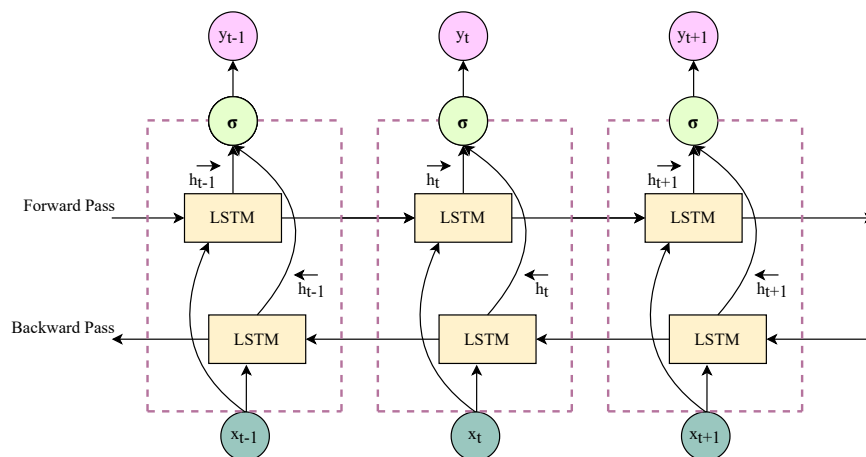 yt-1 yt yt+1
σ σ σ
ht-1 ht ht+1
Forward Pass LSTM LSTM LSTM
ht-1 ht ht+1
Backward Pass LSTM LSTM LSTM
xt-1 xt xt+1